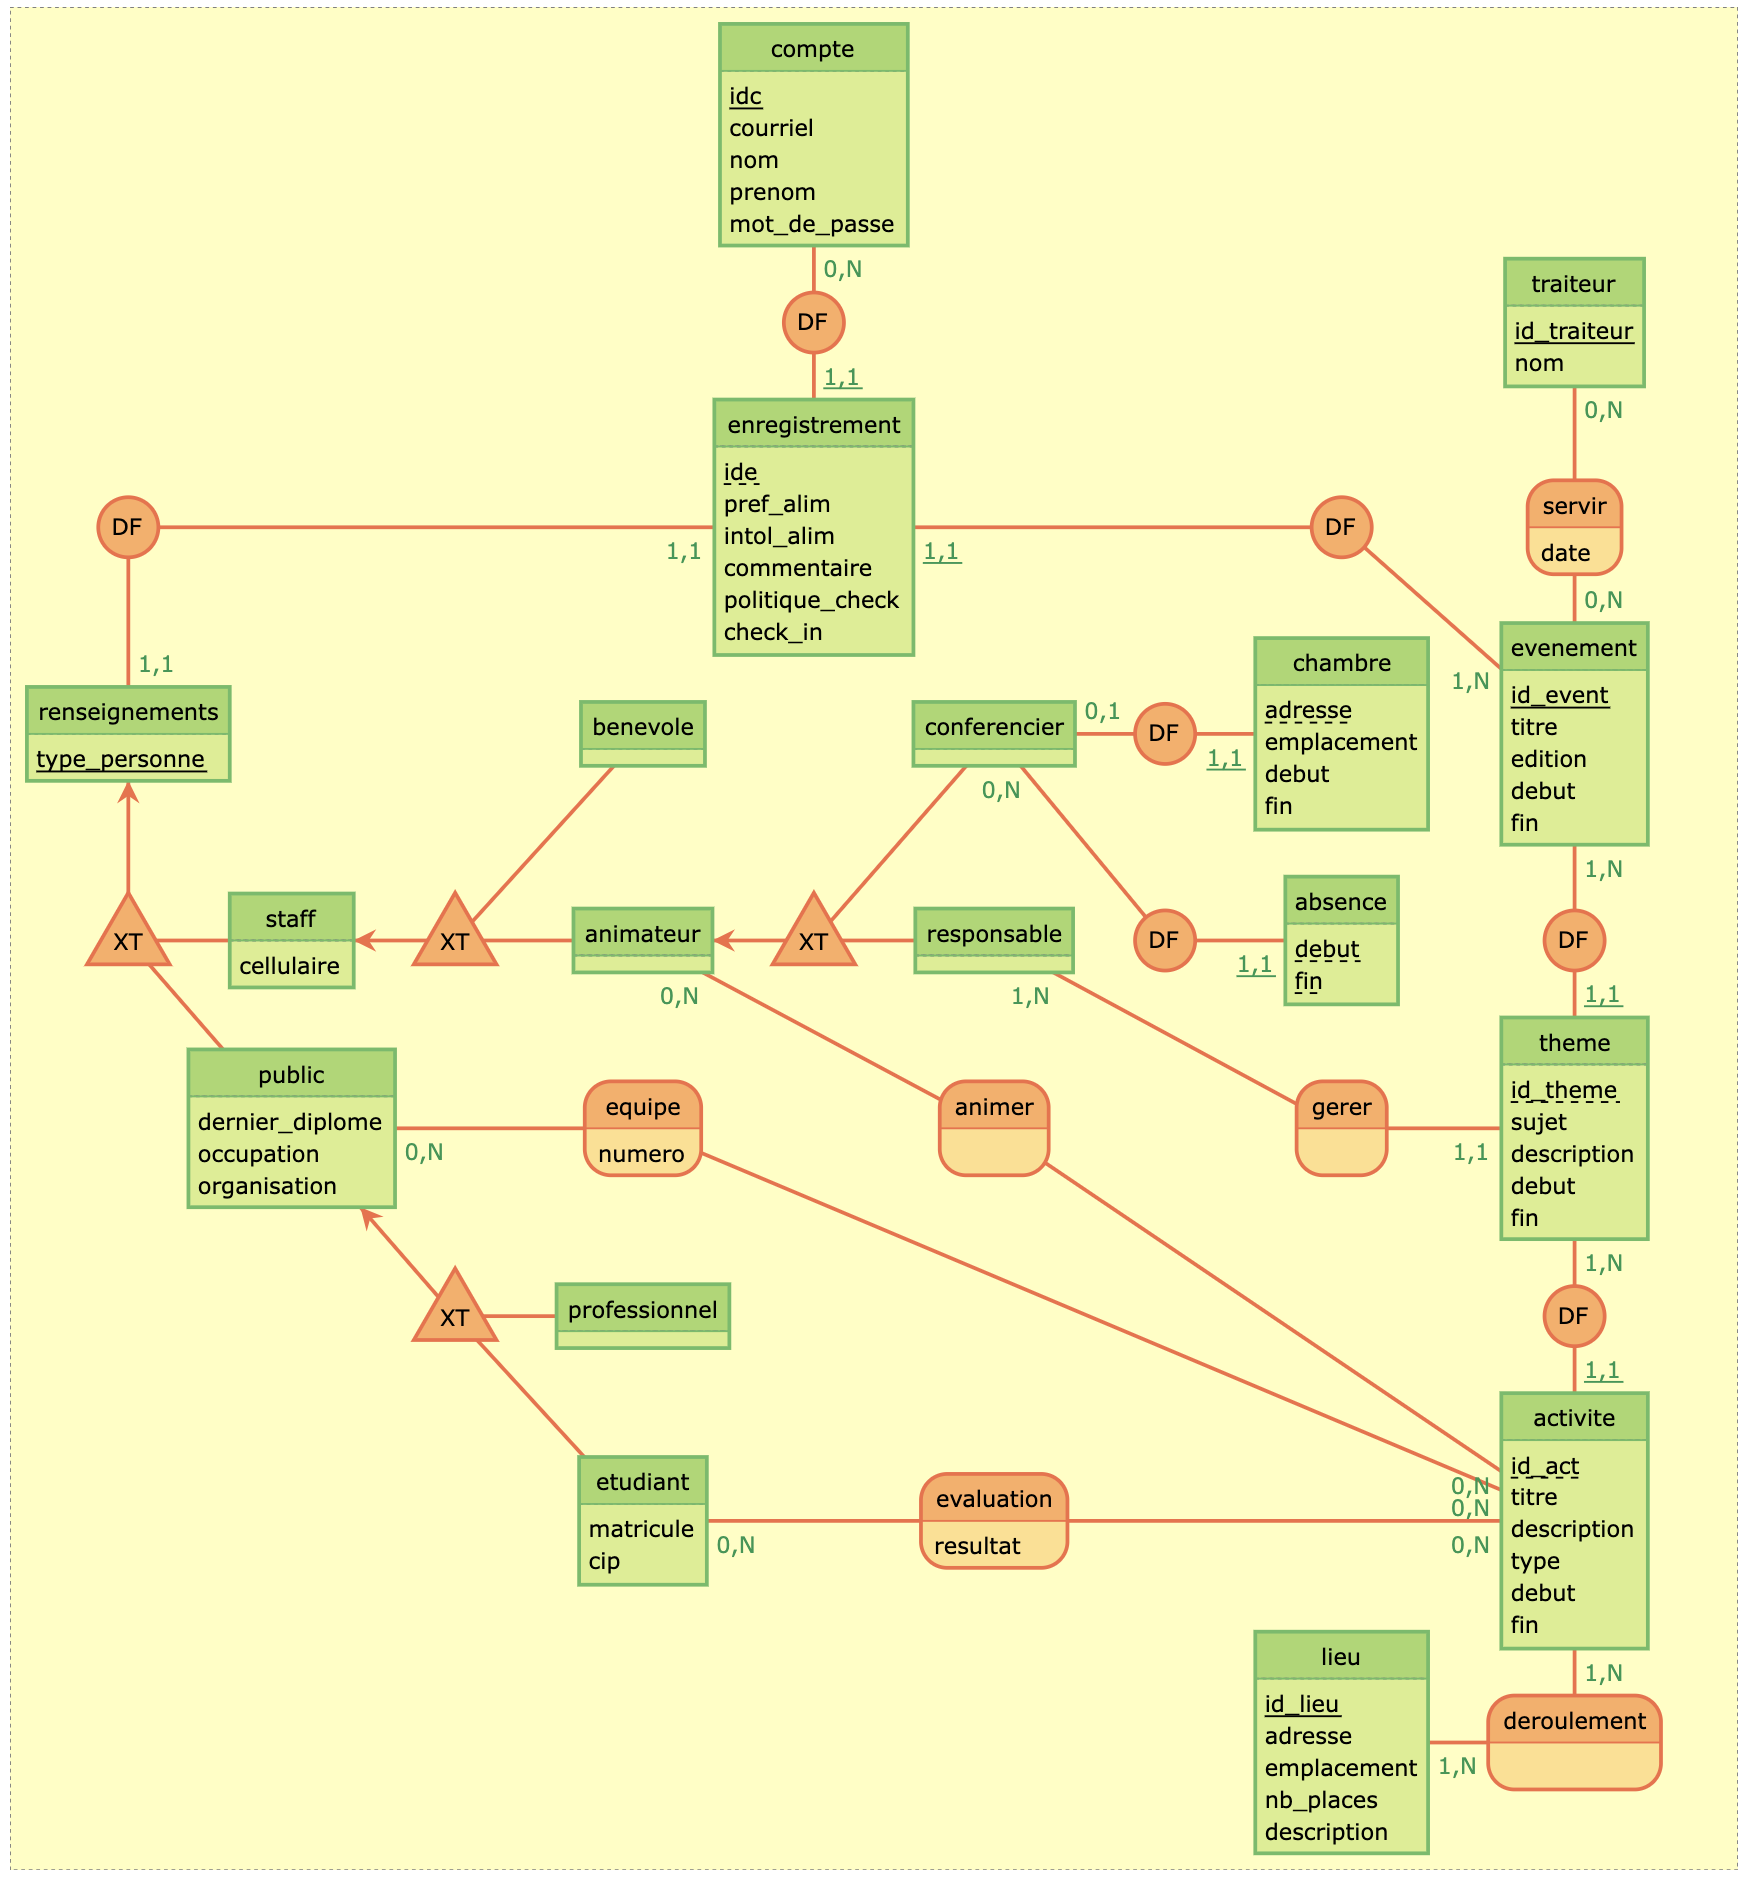 compte
idc
courriel
nom
prenom
mot_de_passe
0,N
DF
1,1
traiteur
id_traiteur
nom
0,N
servir
date
0,N
enregistrement
ide
pref_alim
intol_alim
commentaire
politique_check
check_in
DF
1,1
1,1
DF
1,1
1,N
renseignements
type_personne
benevole
conferencier
0,1
DF
1,1
0,N
chambre
adresse
emplacement
debut
fin
evenement
id_event
titre
edition
debut
fin
1,N
XT
staff
cellulaire
XT
animateur
0,N
XT
responsable
1,N
DF
1,1
absence
debut
fin
DF
1,1
public
dernier_diplome
occupation
organisation
0,N
equipe
numero
animer
gerer
1,1
theme
id_theme
sujet
description
debut
fin
1,N
XT
professionnel
DF
1,1
etudiant
matricule
cip
0,N
evaluation
resultat
0,N
0,N
0,N
activite
id_act
titre
description
type
debut
fin
1,N
lieu
id_lieu
adresse
emplacement
nb_places
description
1,N
deroulement